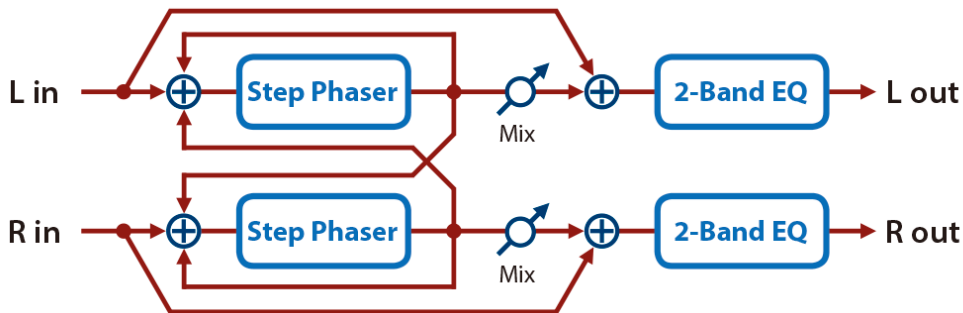 L in
Step Phaser
Mix
2-Band EQ
L out
R in
Step Phaser
Mix
2-Band EQ
R out